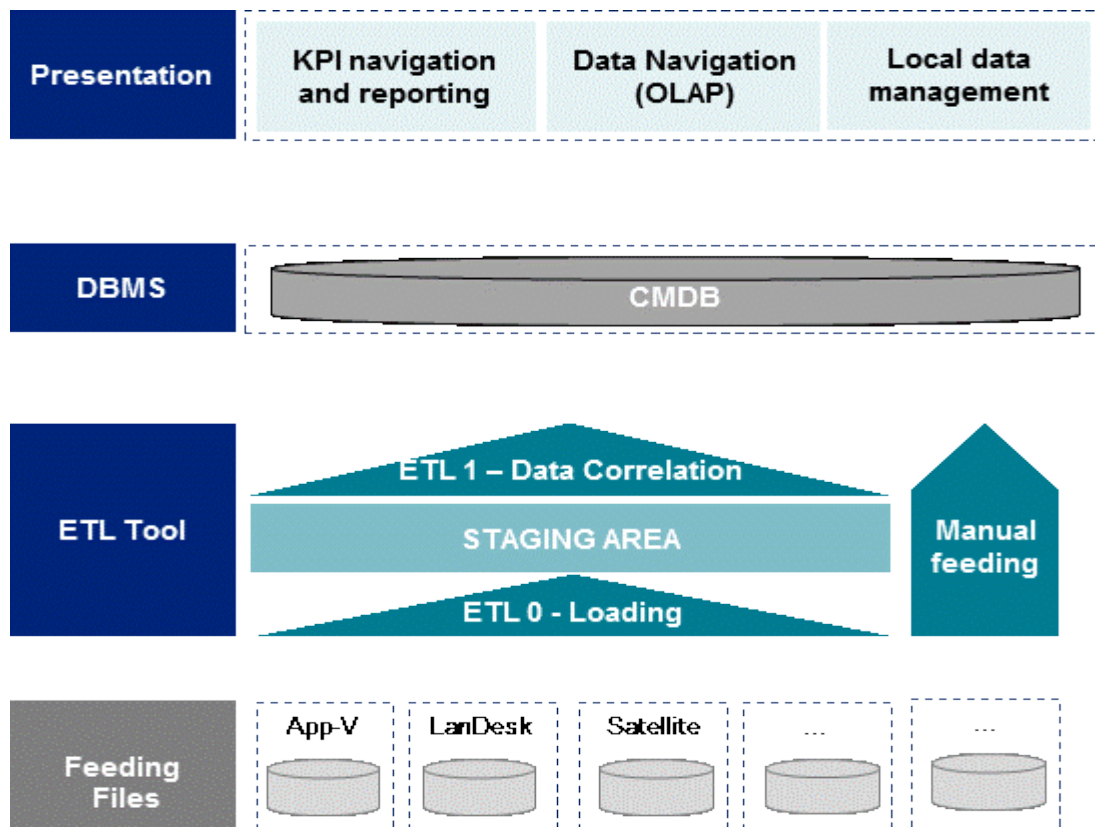 Presentation
KPI navigation
and reporting
Data Navigation
(OLAP)
Local data
management
DBMS
CMDB
ETL Tool
ETL 1 – Data Correlation
STAGING AREA
ETL 0 - Loading
Manual
feeding
Feeding
Files
App-V
LanDesk
Satellite
...
...